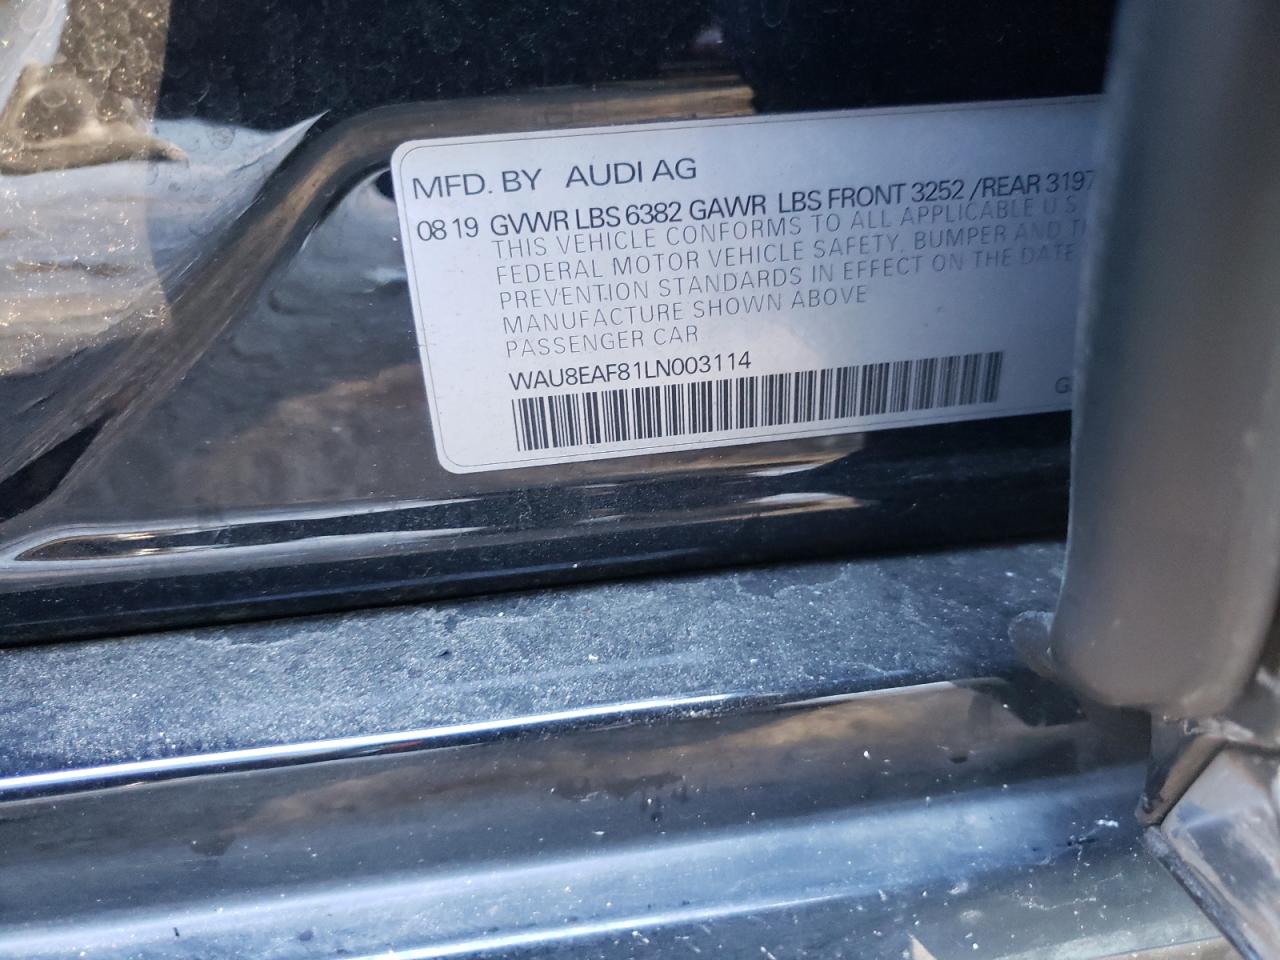 MFD. BY AUDI AG
08 19 GVWR LBS 6382 GAWR LBS FRONT 3252 /REAR 3197
THIS VEHICLE CONFORMS TO ALL APPLICABLE U S
FEDERAL MOTOR VEHICLE SAFETY, BUMPER AND
PREVENTION STANDARDS IN EFFECT ON THE DATE
MANUFACTURE SHOWN ABOVE
PASSENGER CAR
WAU8EAF81LN003114